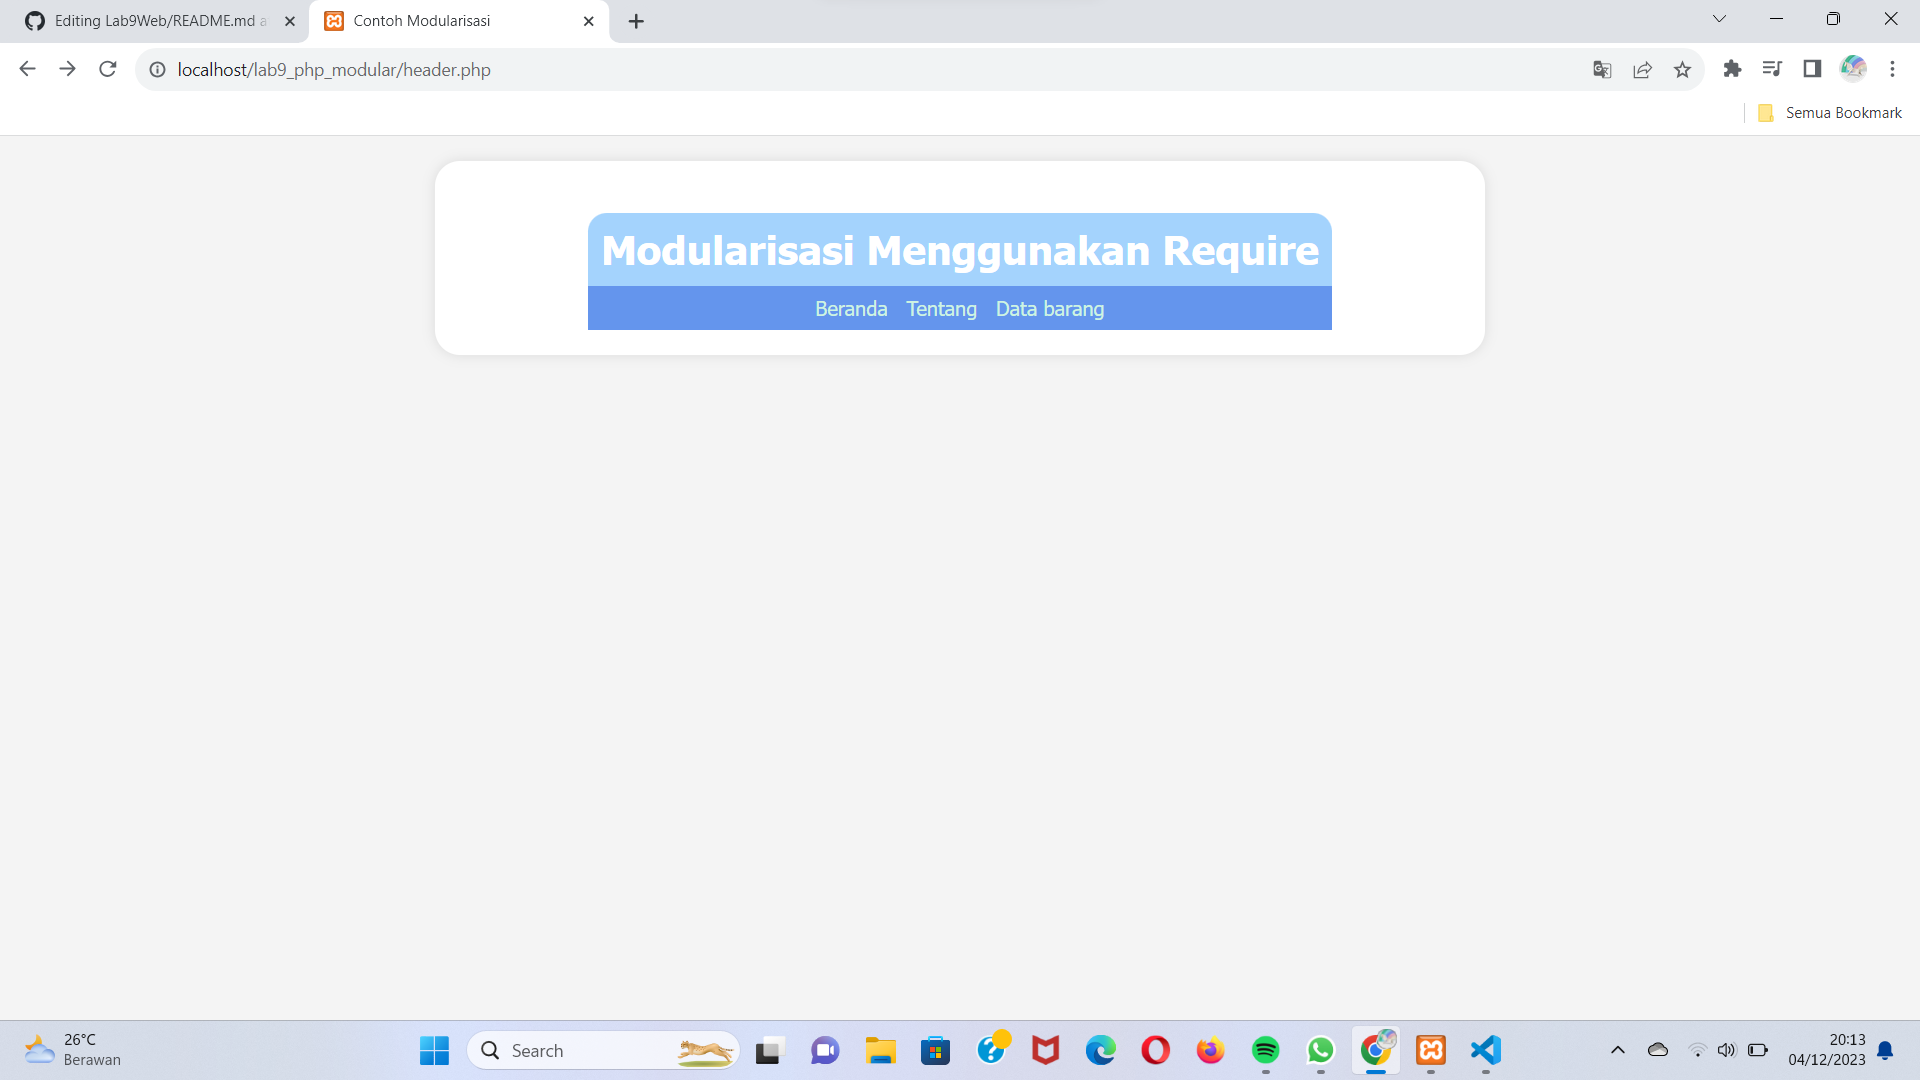 Editing Lab9Web/README.md a
Contoh Modularisasi
localhost/lab9_php_modular/header.php
Semua Bookmark
Modularisasi Menggunakan Require
Beranda Tentang Data barang
26°C
Berawan
Search
20:13
04/12/2023